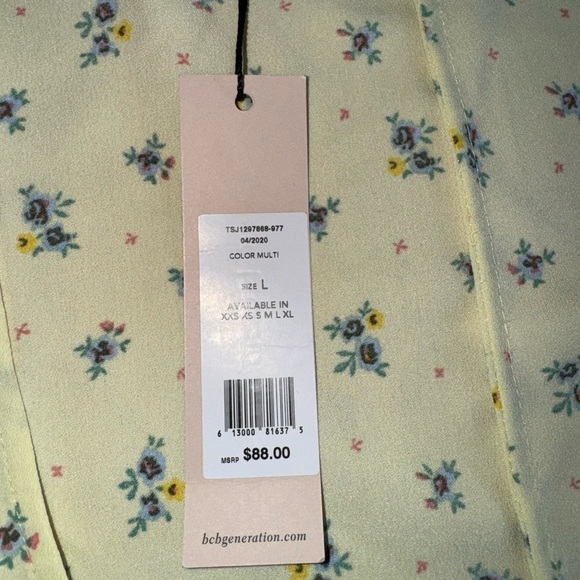 TSJ1297868-977
04/2020
COLOR MULTI
SIZE L
AVAILABLE IN
XXS XS S M L XL
6 13000 81637 5
MSRP $88.00
bcbgeneration.com